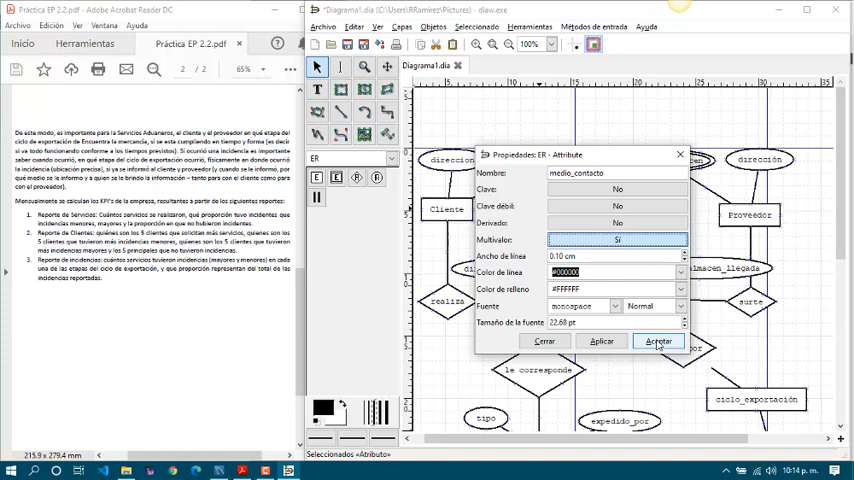 Práctica EP 2.2.pdf - Adobe Acrobat Reader DC
Archivo Edición Ver Ventana Ayuda
Inicio Herramientas Práctica EP 2.2.pdf
2 / 2 65%
De este modo, es importante para la Servicios Aduaneros, el cliente y el proveedor en qué etapa del
ciclo de exportación de Encuentra la mercancía, si se esta cumpliendo en tiempo y forma (es decir
si va todo funcionando conforme a los tiempos previstos). Si ocurrió una incidencia es importante
saber cuando ocurrió, en qué etapa del ciclo de exportación ocurrió, físicamente en donde ocurrió
la incidencia (ubicación precisa), si ya se informó al cliente y proveedor (y cuando se le informó, por
qué medio se le informo y a quien se le brindo la información – tanto para con el cliente como para
con el proveedor).
Mensualmente se calculan los KPI's de la empresa, resultantes a partir de los siguientes reportes:
1. Reporte de Servicios: Cuántos servicios se realizaron, qué proporción tuvo incidentes
incidencias menores, mayores y la proporción en que no hubieron incidentes.
2. Reporte de Clientes: quiénes son los 5 clientes que solicitan más servicios, quienes son los
5 clientes que tuvieron más incidencias menores, quienes son los 5 clientes que tuvieron
más incidencias mayores y los 5 principales que no tuvieron ninguna incidencia.
3. Reporte de incidencias: cuántos servicios tuvieron incidencias (mayores y menores) en cada
una de las etapas del ciclo de exportación, y que proporción representan del total de las
incidencias reportadas.
215.9 x 279.4 mm
*Diagrama1.dia (C:\Users\RRamirez\Pictures) - diaw.exe
Archivo Editar Ver Capas Objetos Seleccionado Herramientas Métodos de entrada Ayuda
100%
Diagrama1.dia
ER
5 10 15 20 25 30 35
direccion
dirección
Cliente
Proveedor
almacen_llegada
realiza
surte
por
le corresponde
ciclo_exportación
tipo
expedido_por
Propiedades: ER - Attribute
Nombre: medio_contacto
Clave: No
Clave débil: No
Derivado: No
Multivalor: Sí
Ancho de línea: 0.10 cm
Color de línea: #000000
Color de relleno: #FFFFFF
Fuente monospace Normal
Tamaño de la fuente 22.68 pt
Cerrar Aplicar Aceptar
Seleccionados «Atributo»
10:14 p. m.